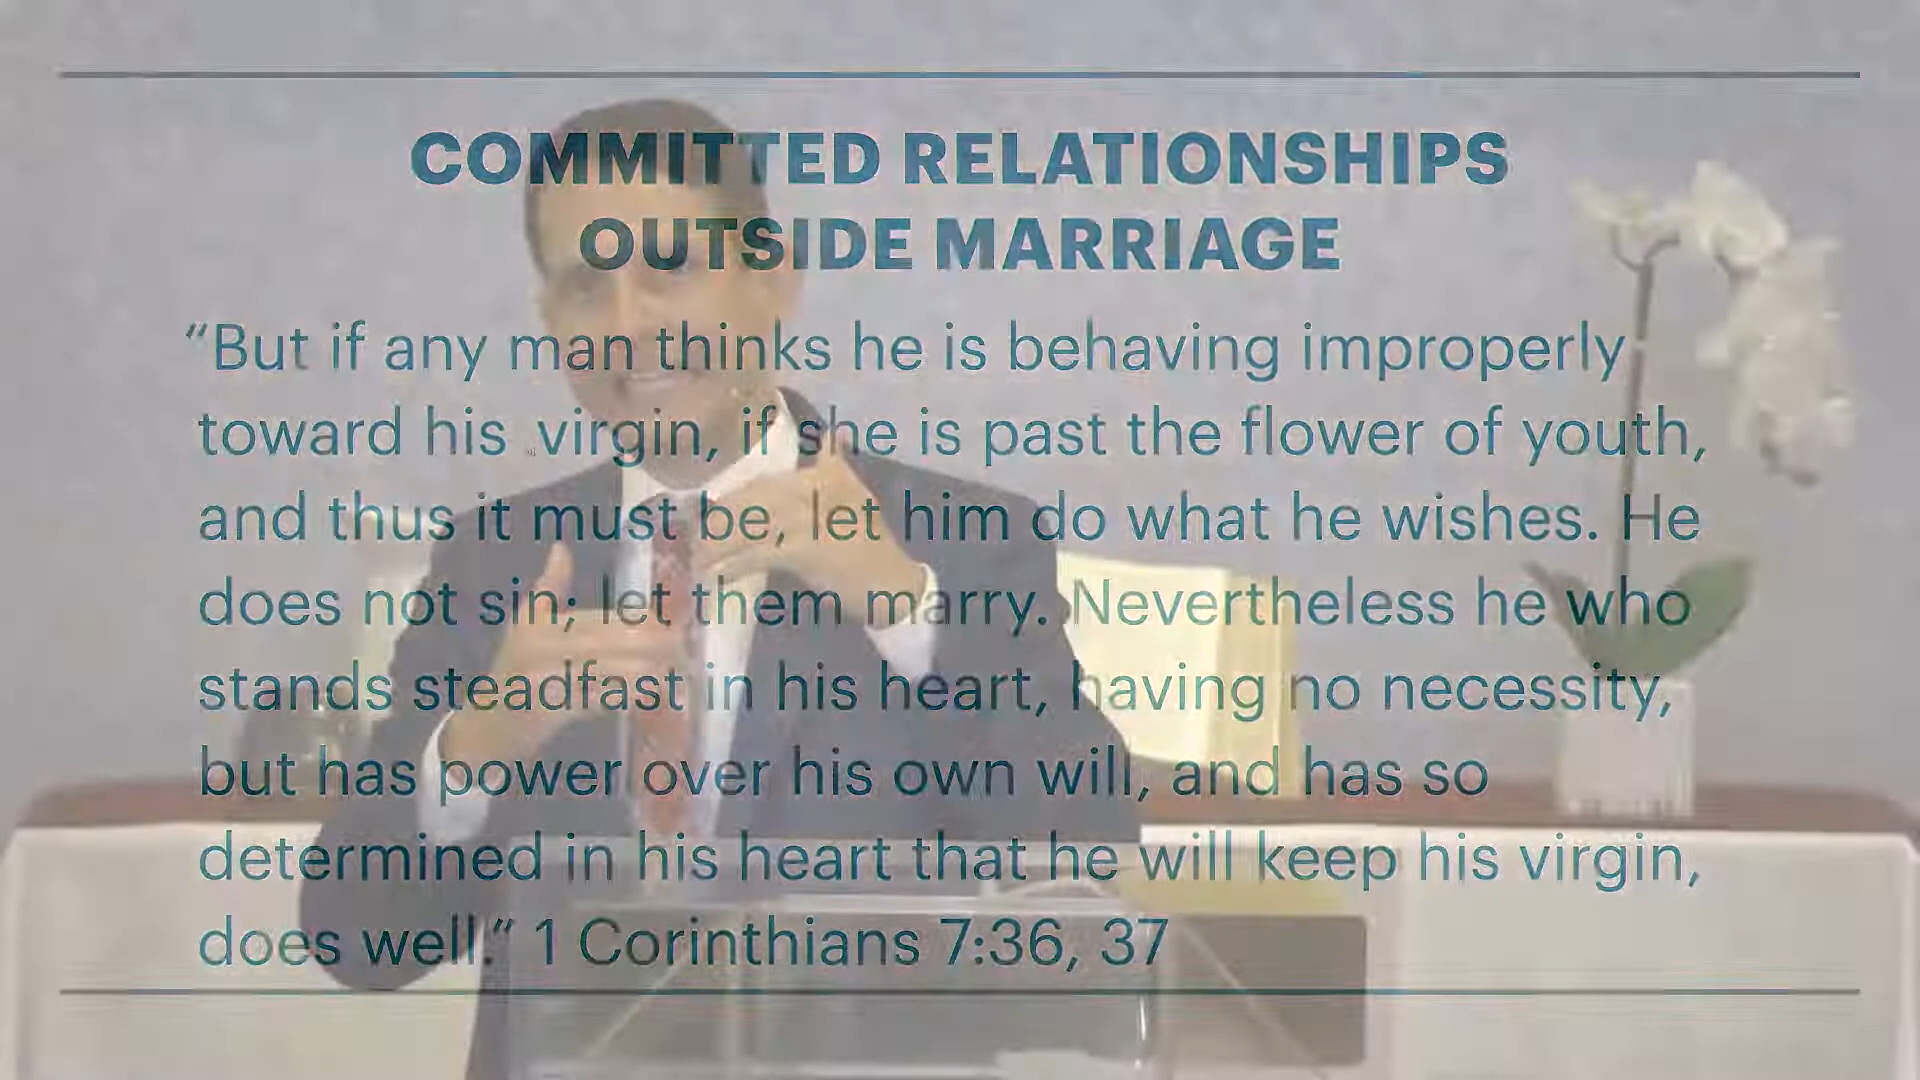 COMMITTED RELATIONSHIPS
OUTSIDE MARRIAGE
“But if any man thinks he is behaving improperly
toward his virgin, if she is past the flower of youth,
and thus it must be, let him do what he wishes. He
does not sin; let them marry. Nevertheless he who
stands steadfast in his heart, having no necessity,
but has power over his own will, and has so
determined in his heart that he will keep his virgin,
does well.” 1 Corinthians 7:36, 37